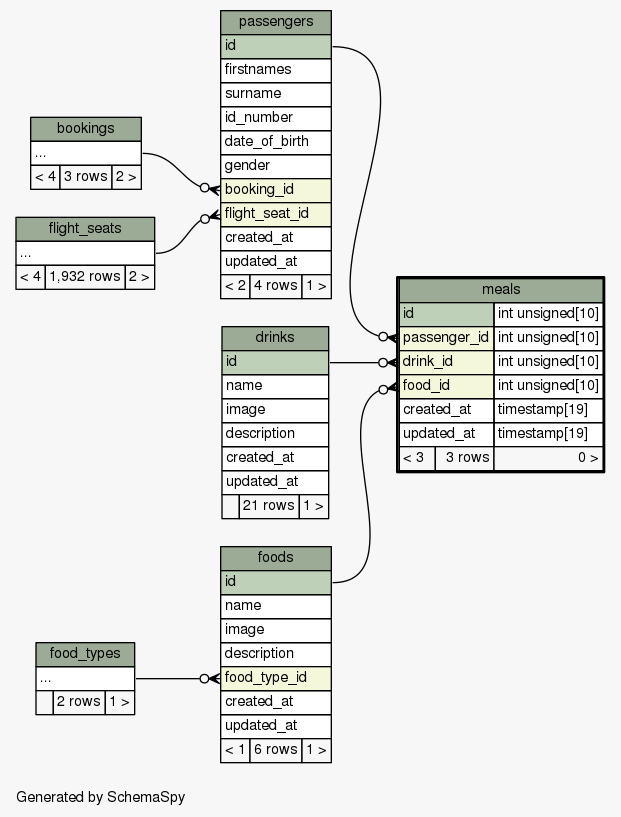 passengers
id
firstnames
surname
id_number
date_of_birth
gender
booking_id
flight_seat_id
created_at
updated_at
< 2 4 rows 1 >
bookings
...
< 4 3 rows 2 >
flight_seats
...
< 4 1,932 rows 2 >
meals
id int unsigned[10]
passenger_id int unsigned[10]
drink_id int unsigned[10]
food_id int unsigned[10]
created_at timestamp[19]
updated_at timestamp[19]
< 3 3 rows 0 >
drinks
id
name
image
description
created_at
updated_at
21 rows 1 >
foods
id
name
image
description
food_type_id
created_at
updated_at
< 1 6 rows 1 >
food_types
...
2 rows 1 >
Generated by SchemaSpy